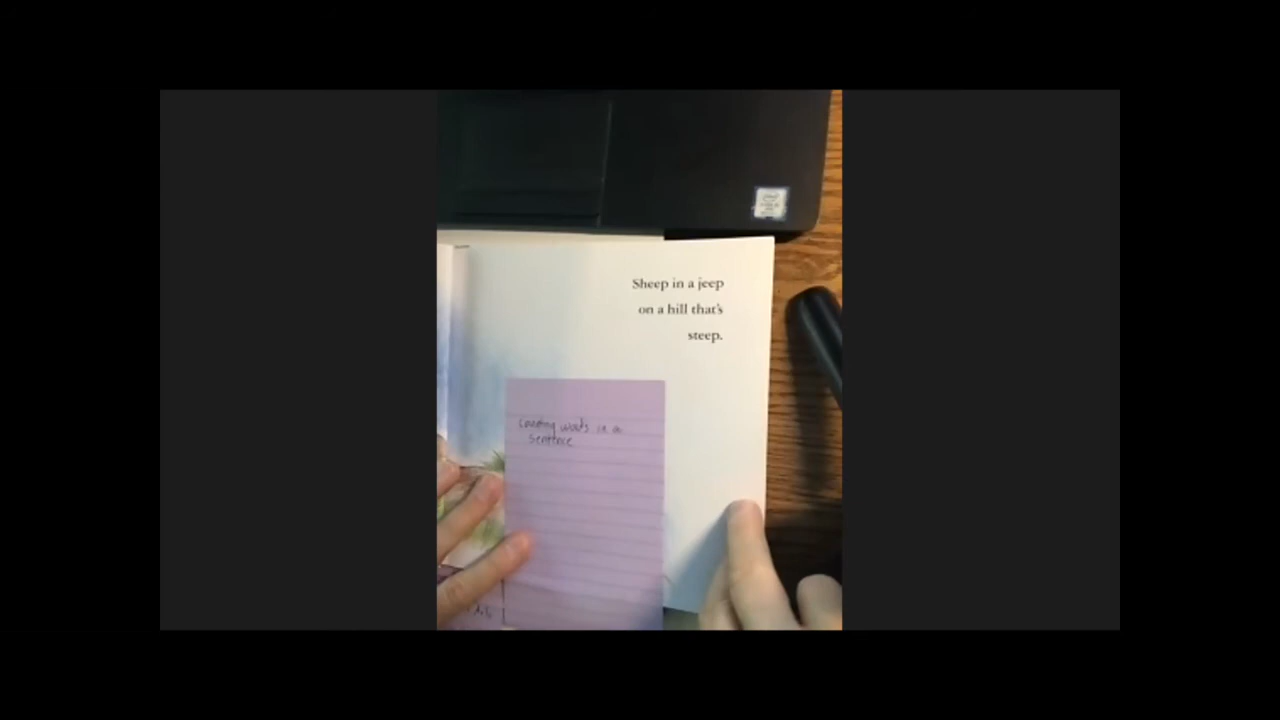 Sheep in a jeep
on a hill that's
steep.
Counting words in a
sentence